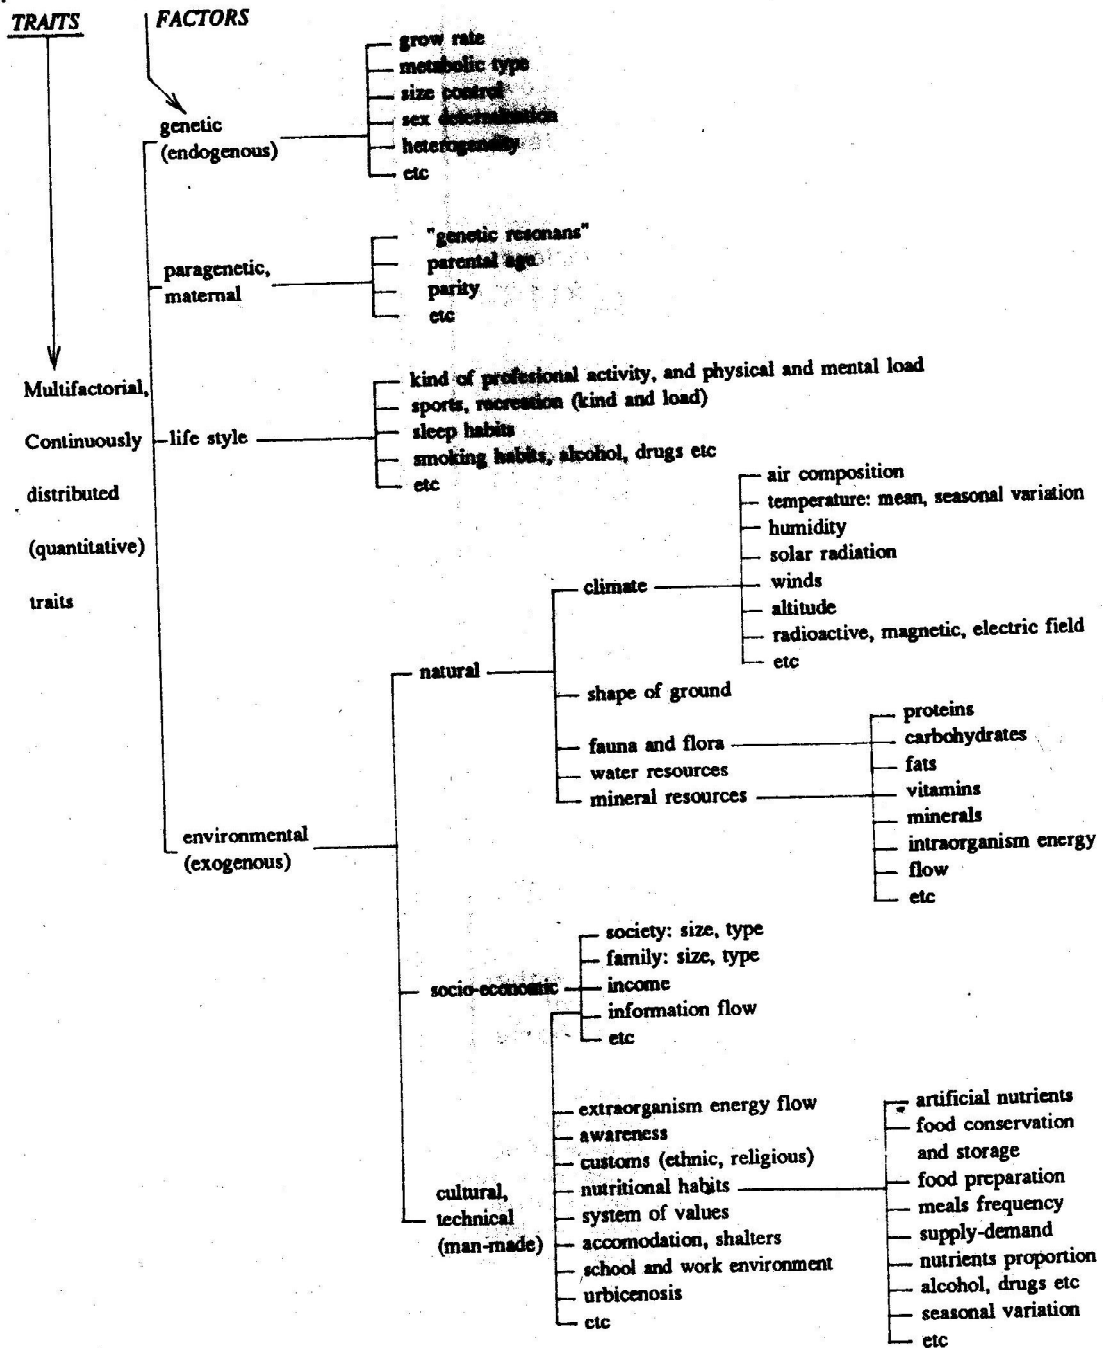 TRAITS
FACTORS
grow rate
metabolic type
size control
sex determination
heterogeneity
etc
genetic
(endogenous)
"genetic resonans"
parental age
parity
etc
paragenetic,
maternal
Multifactorial,
Continuously
distributed
(quantitative)
traits
life style
kind of profesional activity, and physical and mental load
sports, recreation (kind and load)
sleep habits
smoking habits, alcohol, drugs etc
etc
air composition
temperature: mean, seasonal variation
humidity
solar radiation
winds
altitude
radioactive, magnetic, electric field
etc
climate
natural
shape of ground
fauna and flora
water resources
mineral resources
proteins
carbohydrates
fats
vitamins
minerals
intraorganism energy
flow
etc
environmental
(exogenous)
society: size, type
family: size, type
income
information flow
etc
socio-economic
extraorganism energy flow
awareness
customs (ethnic, religious)
nutritional habits
system of values
accomodation, shalters
school and work environment
urbicenosis
etc
cultural,
technical
(man-made)
artificial nutrients
food conservation
and storage
food preparation
meals frequency
supply-demand
nutrients proportion
alcohol, drugs etc
seasonal variation
etc